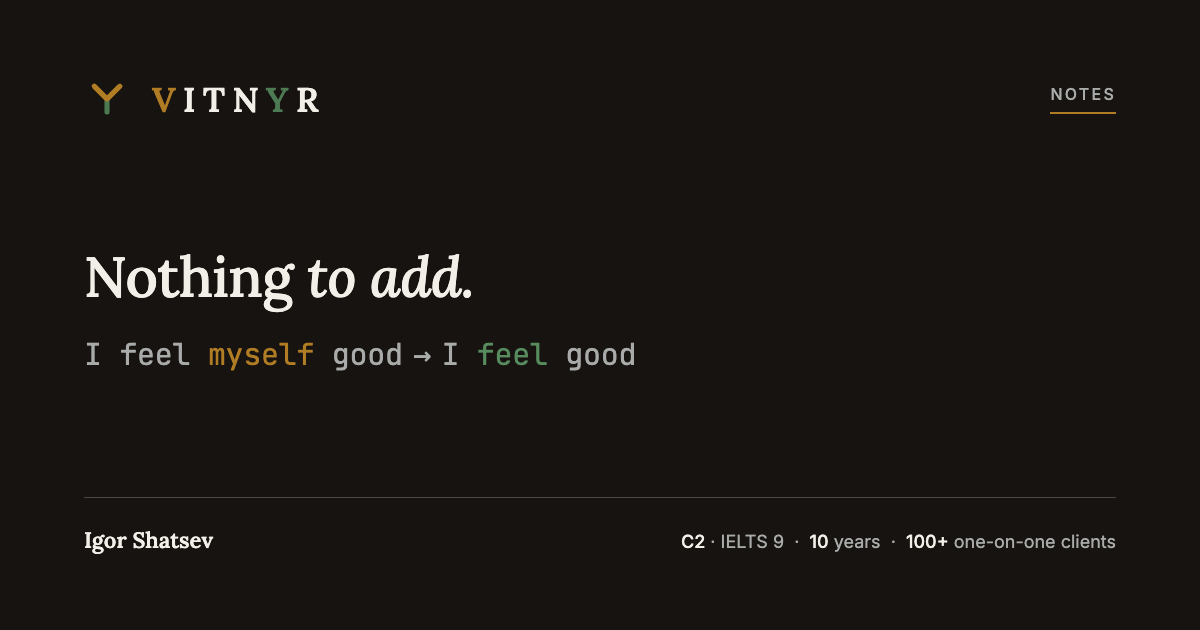 VITNYR
NOTES
Nothing to add.
I feel myself good → I feel good
Igor Shatsev
C2 · IELTS 9 · 10 years · 100+ one-on-one clients